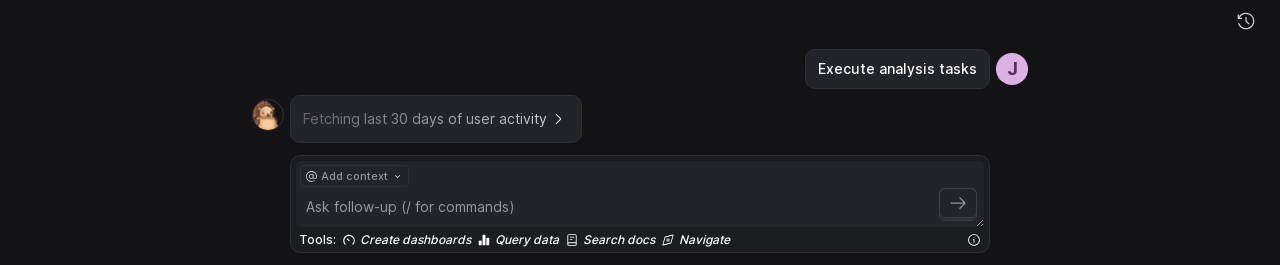 Execute analysis tasks
J
Fetching last 30 days of user activity
@ Add context
Ask follow-up (/ for commands)
Tools: Create dashboards Query data Search docs Navigate